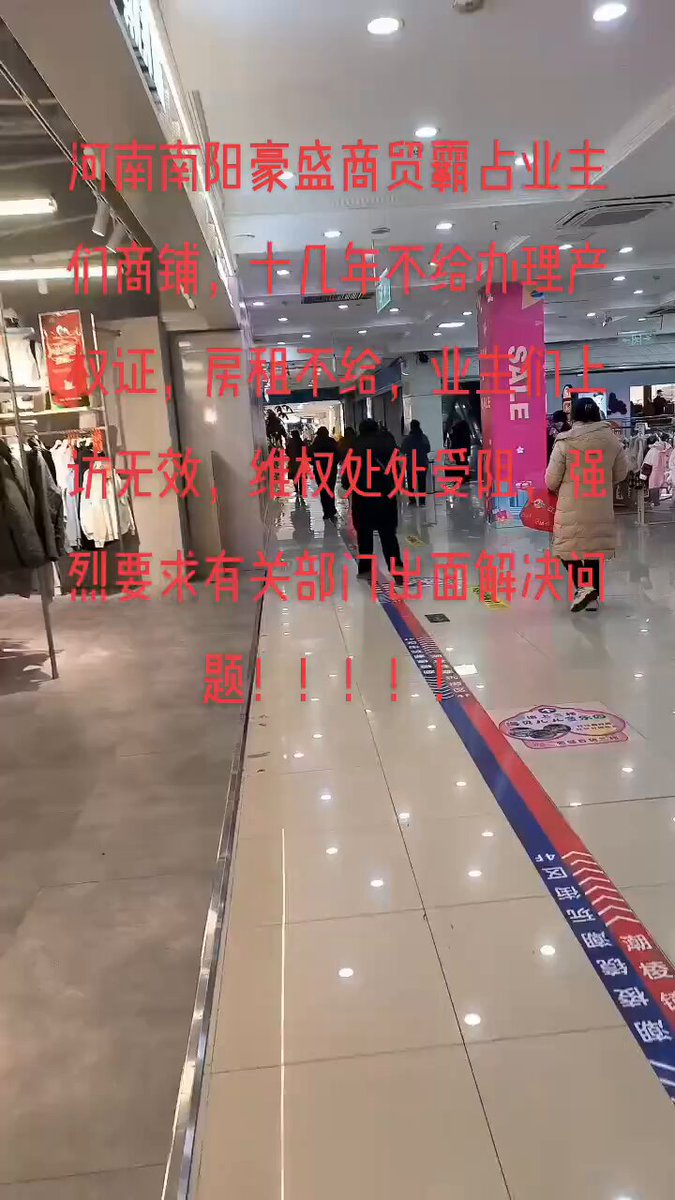 河南南阳豪盛商贸霸占业主
们商铺，十几年不给办理产
权证，房租不给，业主们上
访无效，维权处处受阻，强
烈要求有关部门出面解决问
题！！！！！
SALE
4F
潮棱镜潮玩街区